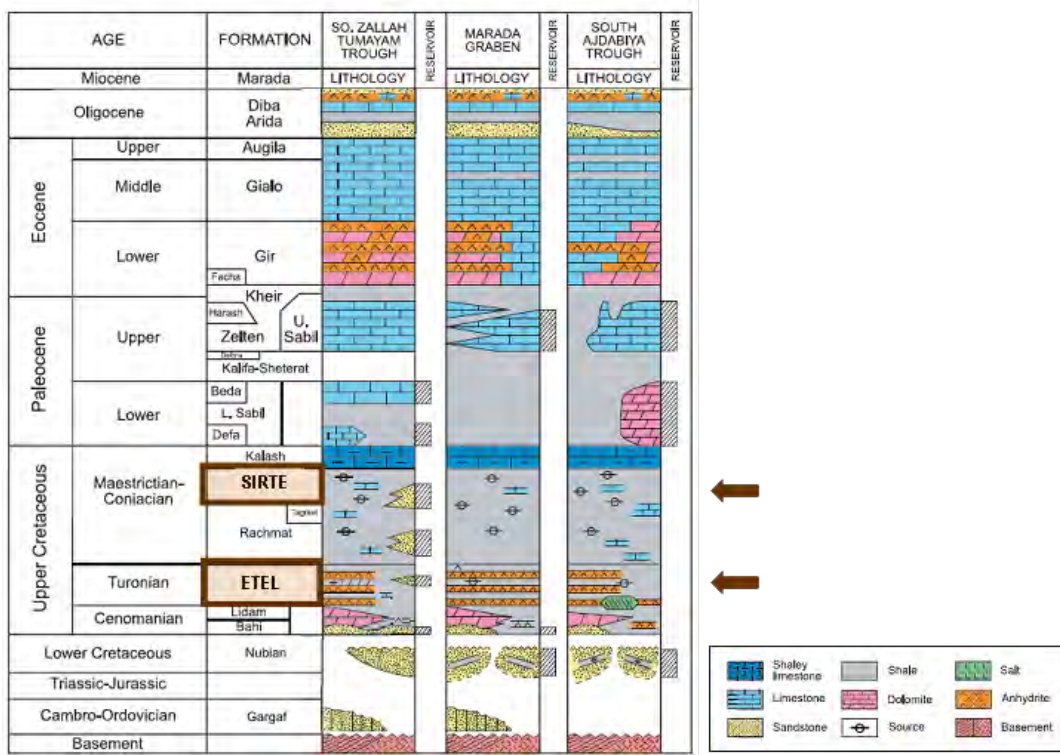 AGE
FORMATION
SO. ZALLAH
TUMAYAM
TROUGH
RESERVOIR
MARADA
GRABEN
RESERVOIR
SOUTH
AJDABIYA
TROUGH
RESERVOIR
Miocene
Marada
LITHOLOGY
LITHOLOGY
LITHOLOGY
Oligocene
Diba
Arida
Eocene
Upper
Augila
Middle
Gialo
Lower
Gir
Facha
Kheir
Paleocene
Upper
Harash
Zelten
U.
Sabil
Kalifa-Sheterat
Lower
Beda
L. Sabil
Defa
Upper Cretaceous
Maestrictian-
Coniacian
Kalash
SIRTE
Rachmat
Turonian
ETEL
Cenomanian
Lidam
Bahi
Lower Cretaceous
Nubian
Triassic-Jurassic
Cambro-Ordovician
Gargaf
Basement
Shaley
limestone
Shale
Salt
Limestone
Dolomite
Anhydrite
Sandstone
Source
Basement